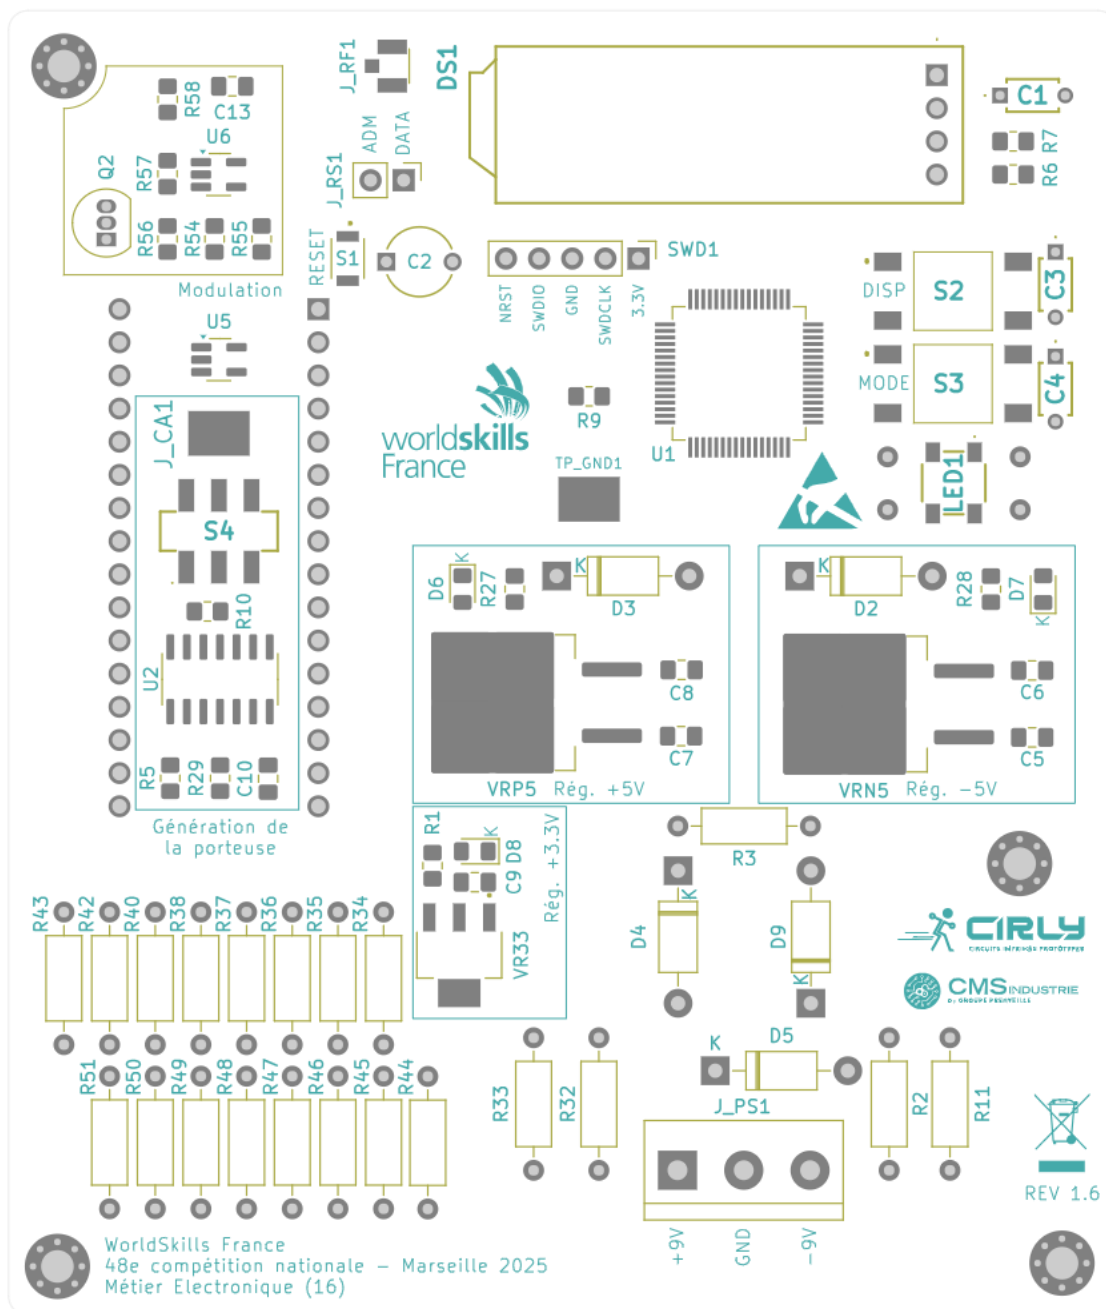 J_RF1
DS1
C1
R58
C13
U6
ADM
DATA
R7
Q2
R57
J_RS1
R6
R56
R54
R55
RESET
S1
C2
SWD1
NRST
SWDIO
GND
SWDCLK
3.3V
DISP
S2
C3
Modulation
U5
MODE
S3
C4
J_CA1
worldskills
France
R9
U1
TP_GND1
LED1
S4
D6
K
R27
K
D3
K
D2
R28
D7
K
R10
U2
C8
C6
C7
C5
R5
R29
C10
VRP5
Rég. +5V
VRN5
Rég. -5V
Génération de
la porteuse
R1
K
D8
C9
Rég. +3.3V
VR33
R3
K
D4
D9
K
CIRLY
CIRCUITS IMPRIMÉS PROTOTYPES
CMS INDUSTRIE
R43
R42
R40
R38
R37
R36
R35
R34
R51
R50
R49
R48
R47
R46
R45
R44
R33
R32
K
D5
J_PS1
R2
R11
+9V
GND
-9V
REV 1.6
WorldSkills France
48e compétition nationale – Marseille 2025
Métier Electronique (16)